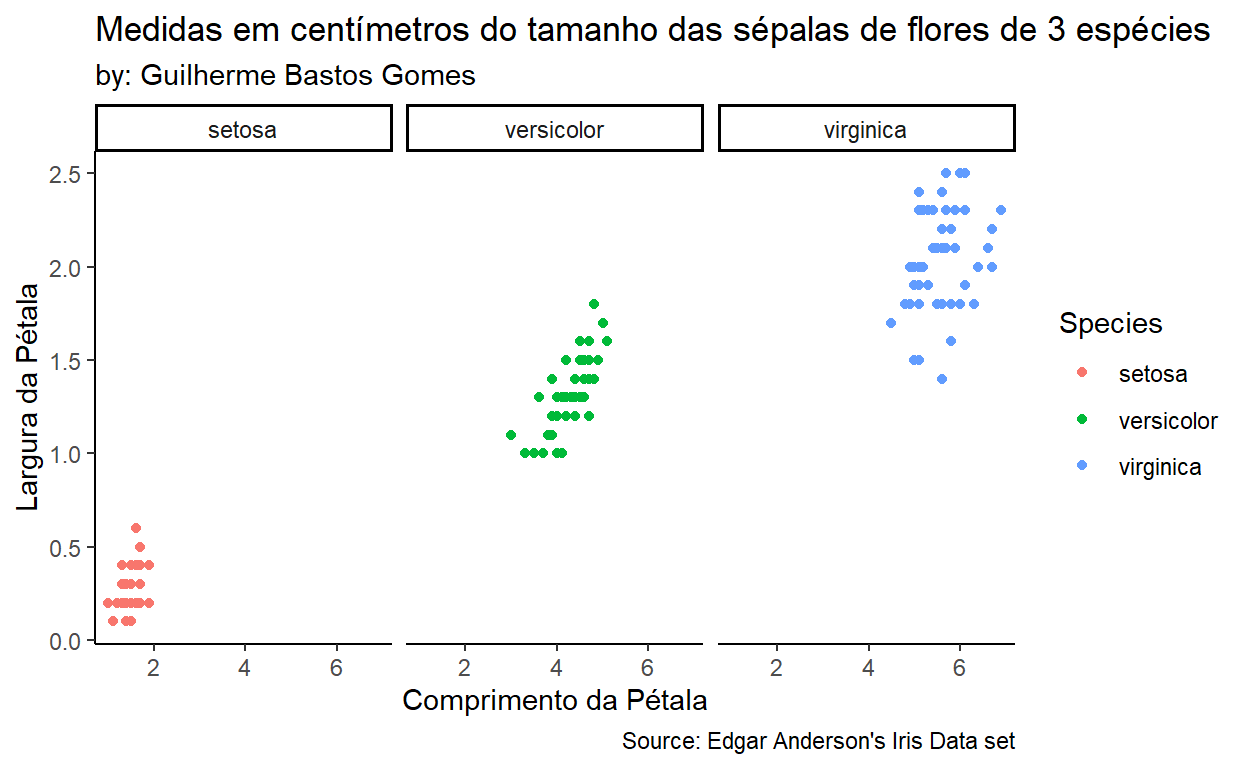 Medidas em centímetros do tamanho das sépalas de flores de 3 espécies
by: Guilherme Bastos Gomes
setosa versicolor virginica
2.5
2.0
1.5
1.0
0.5
0.0
Largura da Pétala
2 4 6 2 4 6 2 4 6
Comprimento da Pétala
Species
setosa
versicolor
virginica
Source: Edgar Anderson's Iris Data set